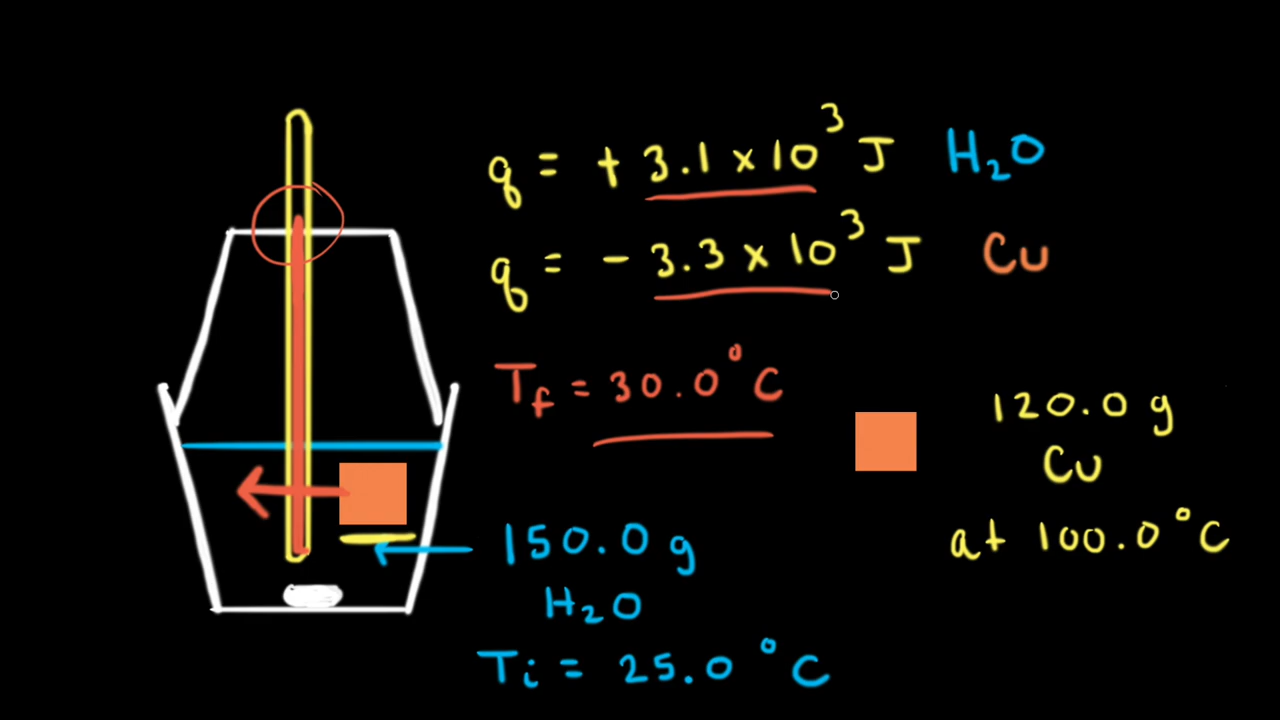 q = + 3.1 x 10³ J H₂O
q = - 3.3 x 10³ J Cu
T_f = 30.0°C
120.0 g
Cu
at 100.0°C
150.0 g
H₂O
Ti = 25.0°C